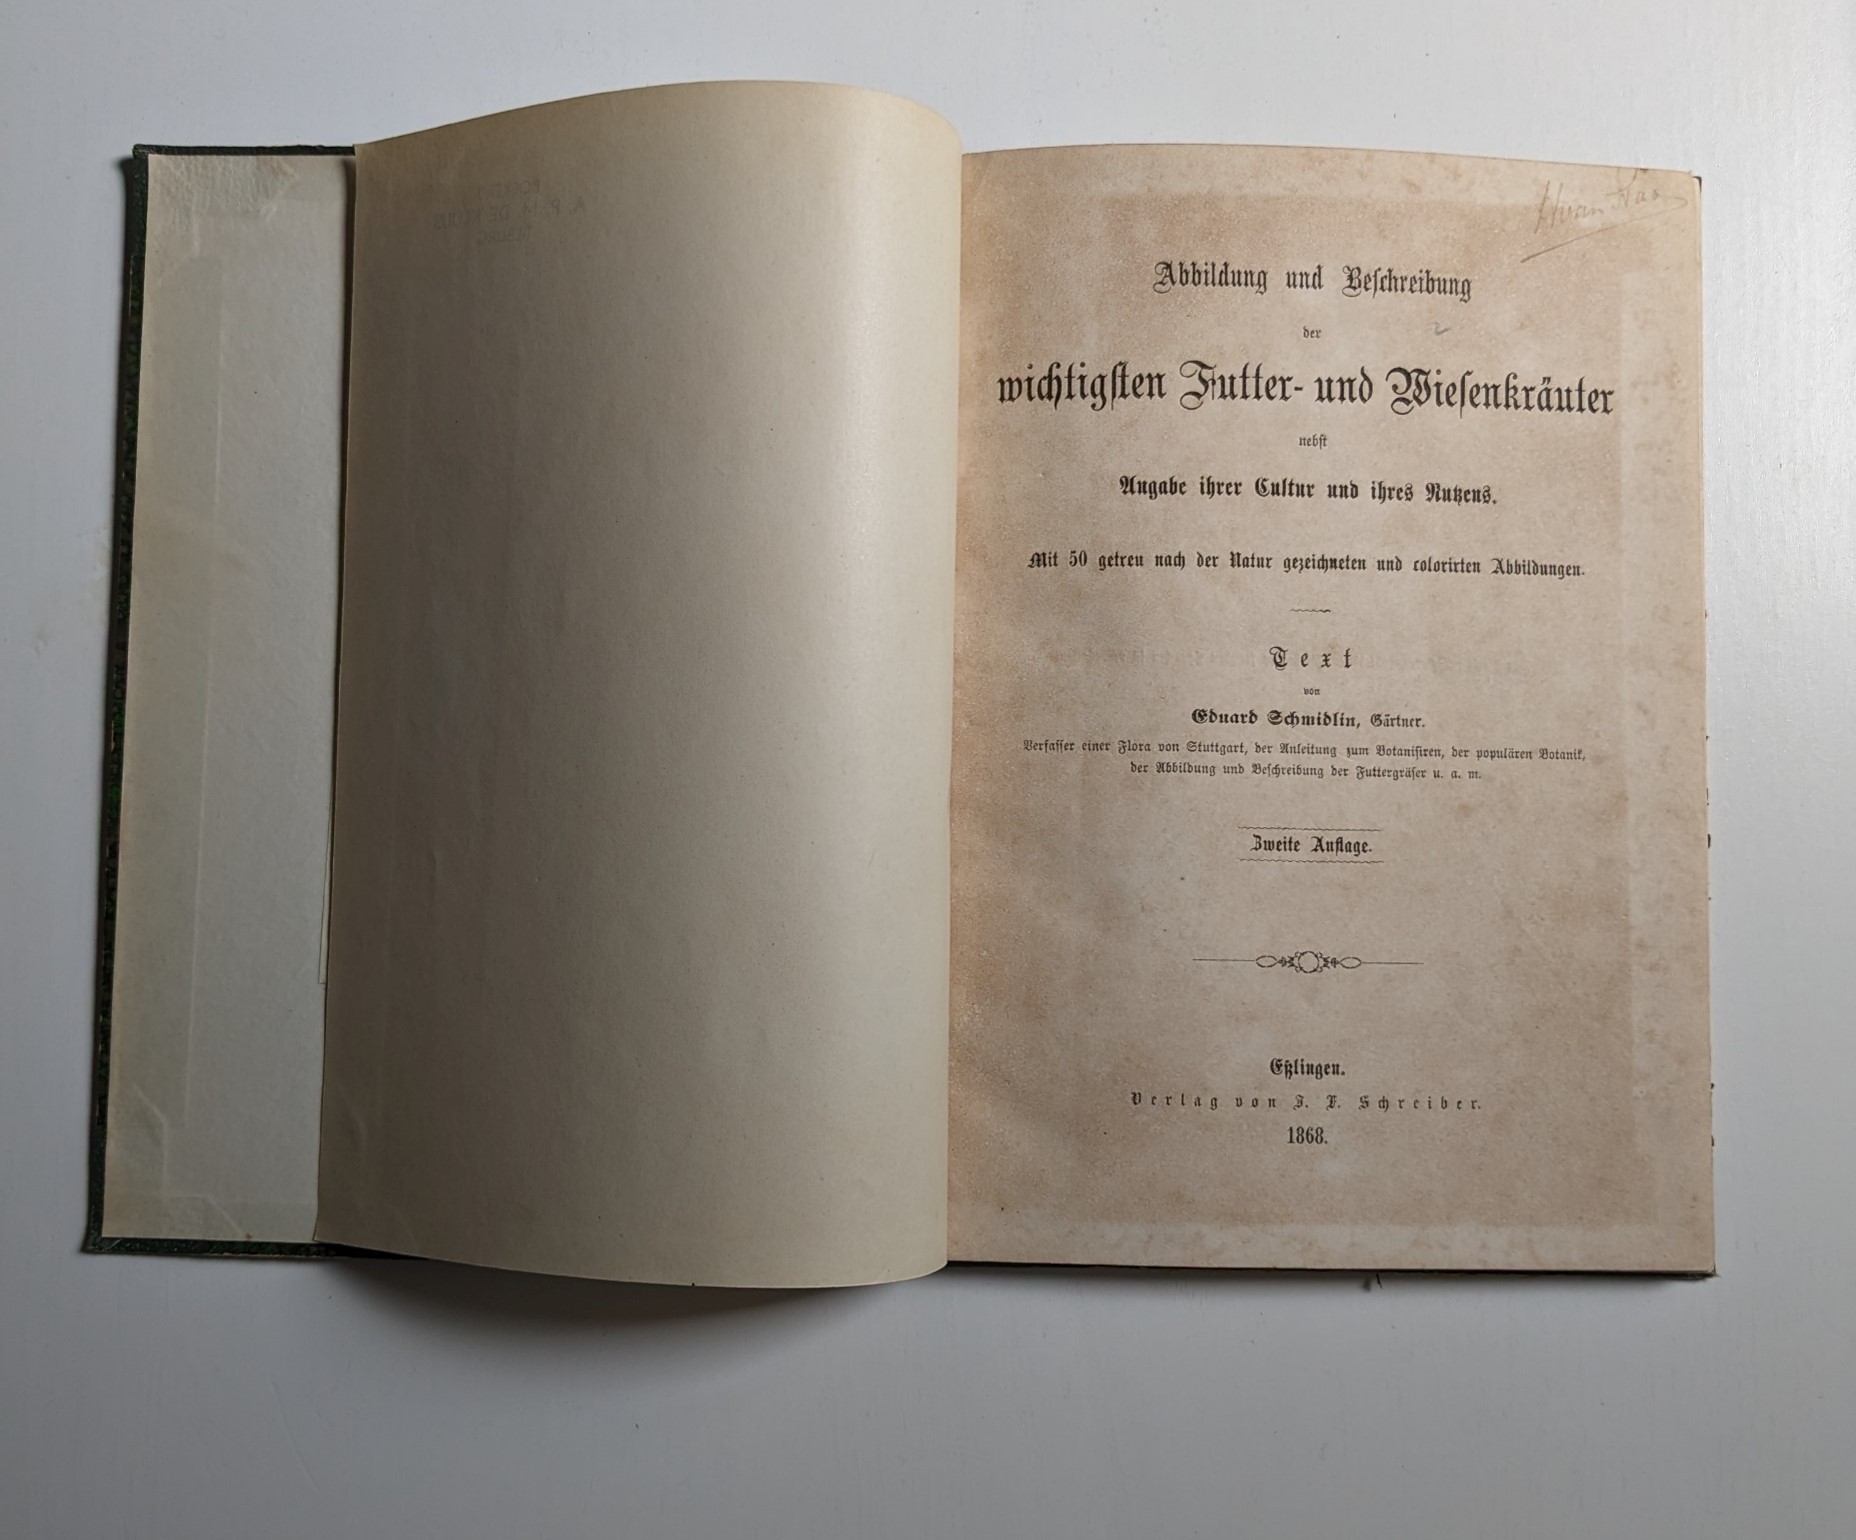 Abbildung und Beſchreibung
der
wichtigſten Futter- und Wieſenkräuter
nebſt
Angabe ihrer Cultur und ihres Nutzens.
Mit 50 getreu nach der Natur gezeichneten und colorirten Abbildungen.
Text
von
Eduard Schmidlin, Gärtner.
Verfaſſer einer Flora von Stuttgart, der Anleitung zum Botaniſiren, der populären Botanik,
der Abbildung und Beſchreibung der Futtergräſer u. a. m.
Zweite Auflage.
Eßlingen.
Verlag von J. F. Schreiber.
1868.